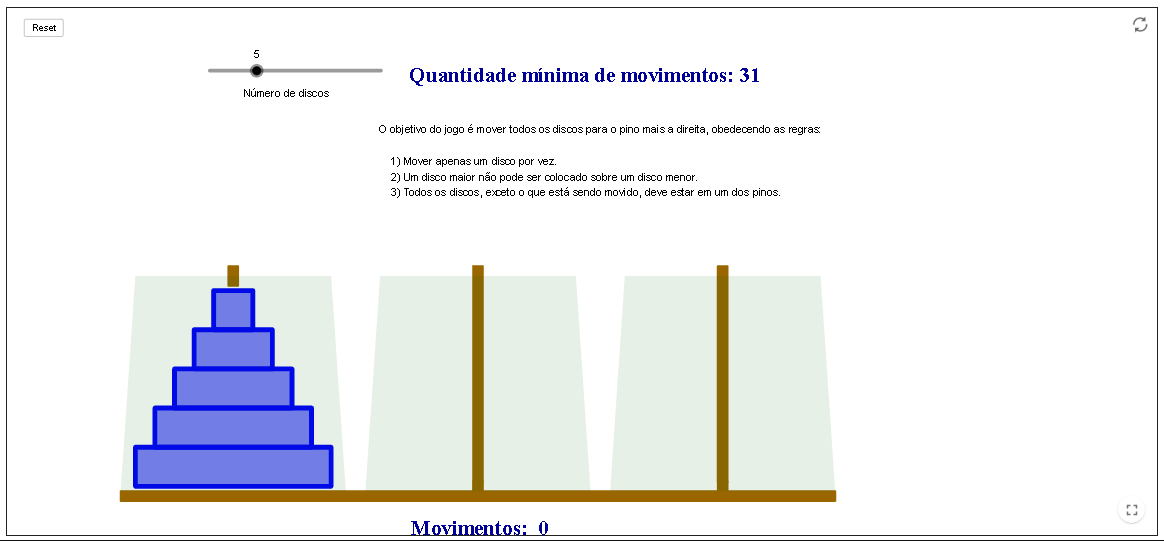 Reset
5
Quantidade mínima de movimentos: 31
Número de discos
O objetivo do jogo é mover todos os discos para o pino mais a direita, obedecendo as regras:
1) Mover apenas um disco por vez.
2) Um disco maior não pode ser colocado sobre um disco menor.
3) Todos os discos, exceto o que está sendo movido, deve estar em um dos pinos.
Movimentos: 0